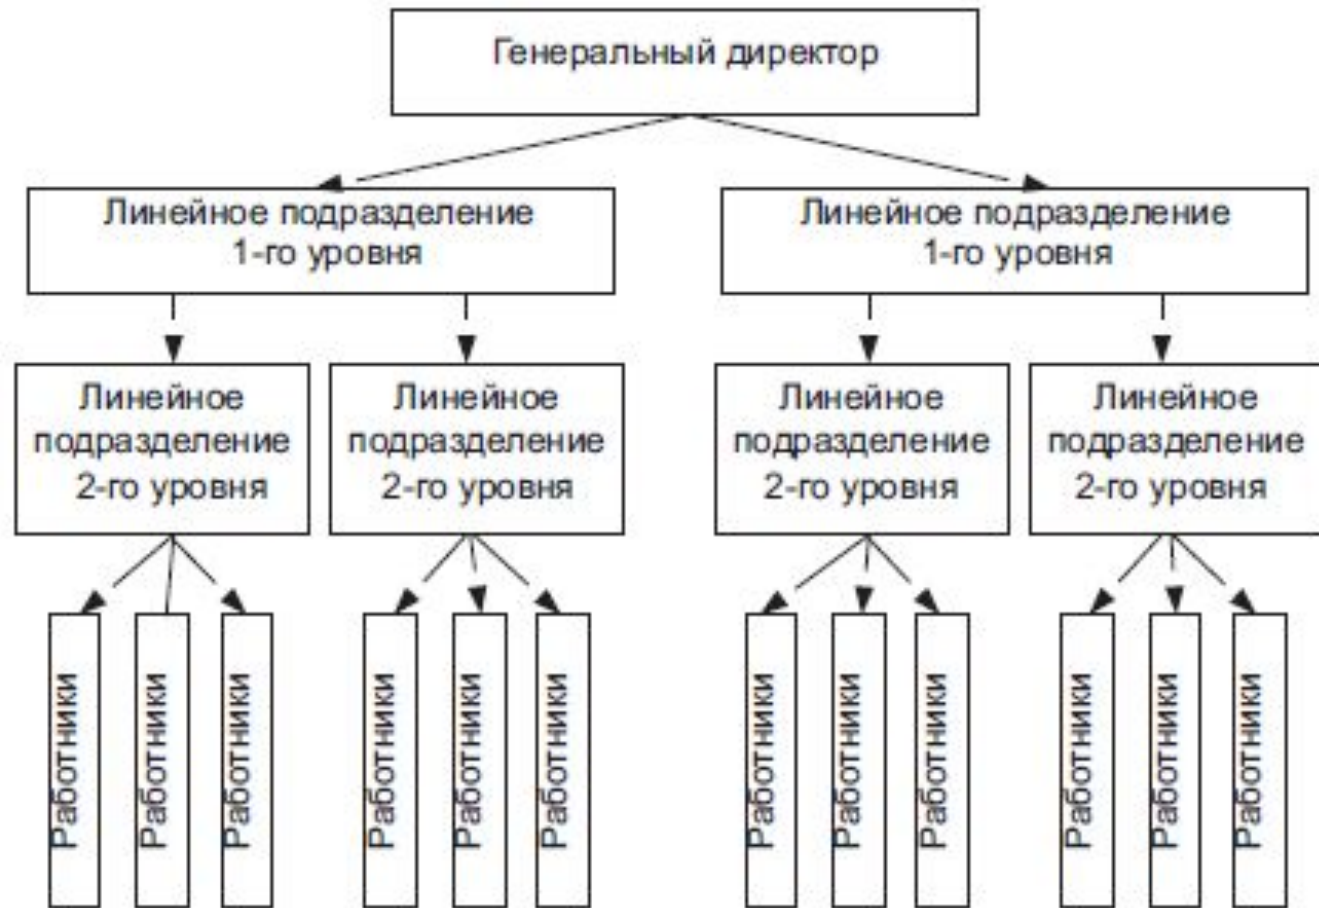 Генеральный директор
Линейное подразделение
1-го уровня
Линейное подразделение
1-го уровня
Линейное
подразделение
2-го уровня
Линейное
подразделение
2-го уровня
Линейное
подразделение
2-го уровня
Линейное
подразделение
2-го уровня
Работники
Работники
Работники
Работники
Работники
Работники
Работники
Работники
Работники
Работники
Работники
Работники